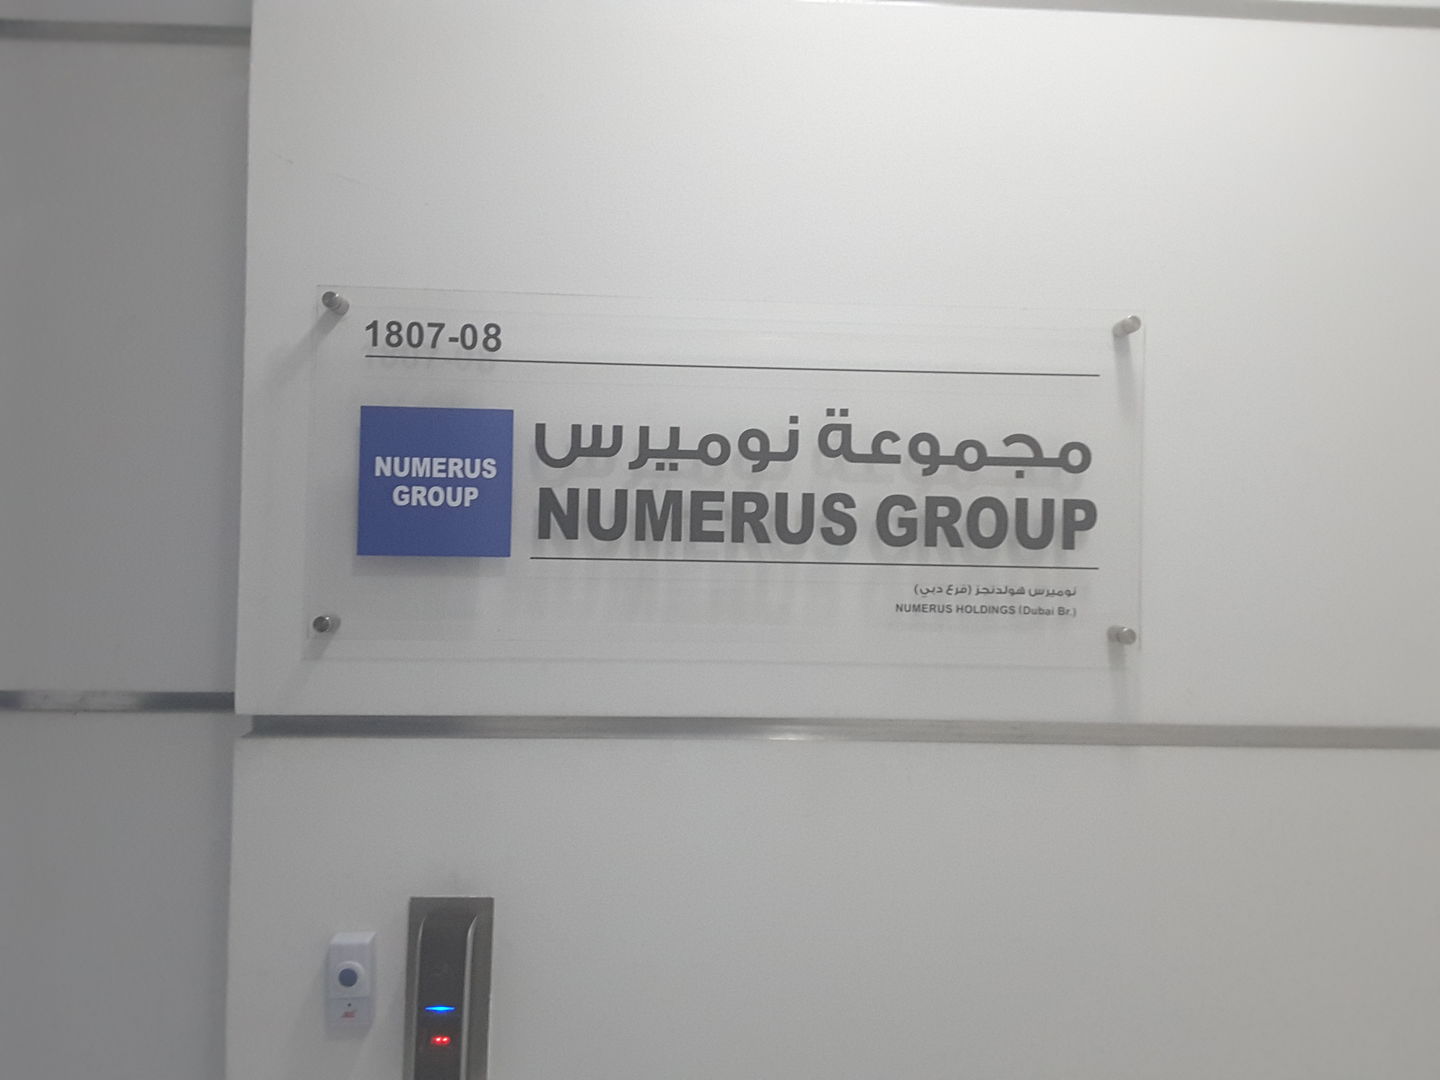 1807-08
NUMERUS
GROUP
مجموعة نوميرس
NUMERUS GROUP
نوميرس هولدنجز (فرع دبي)
NUMERUS HOLDINGS (Dubai Br.)